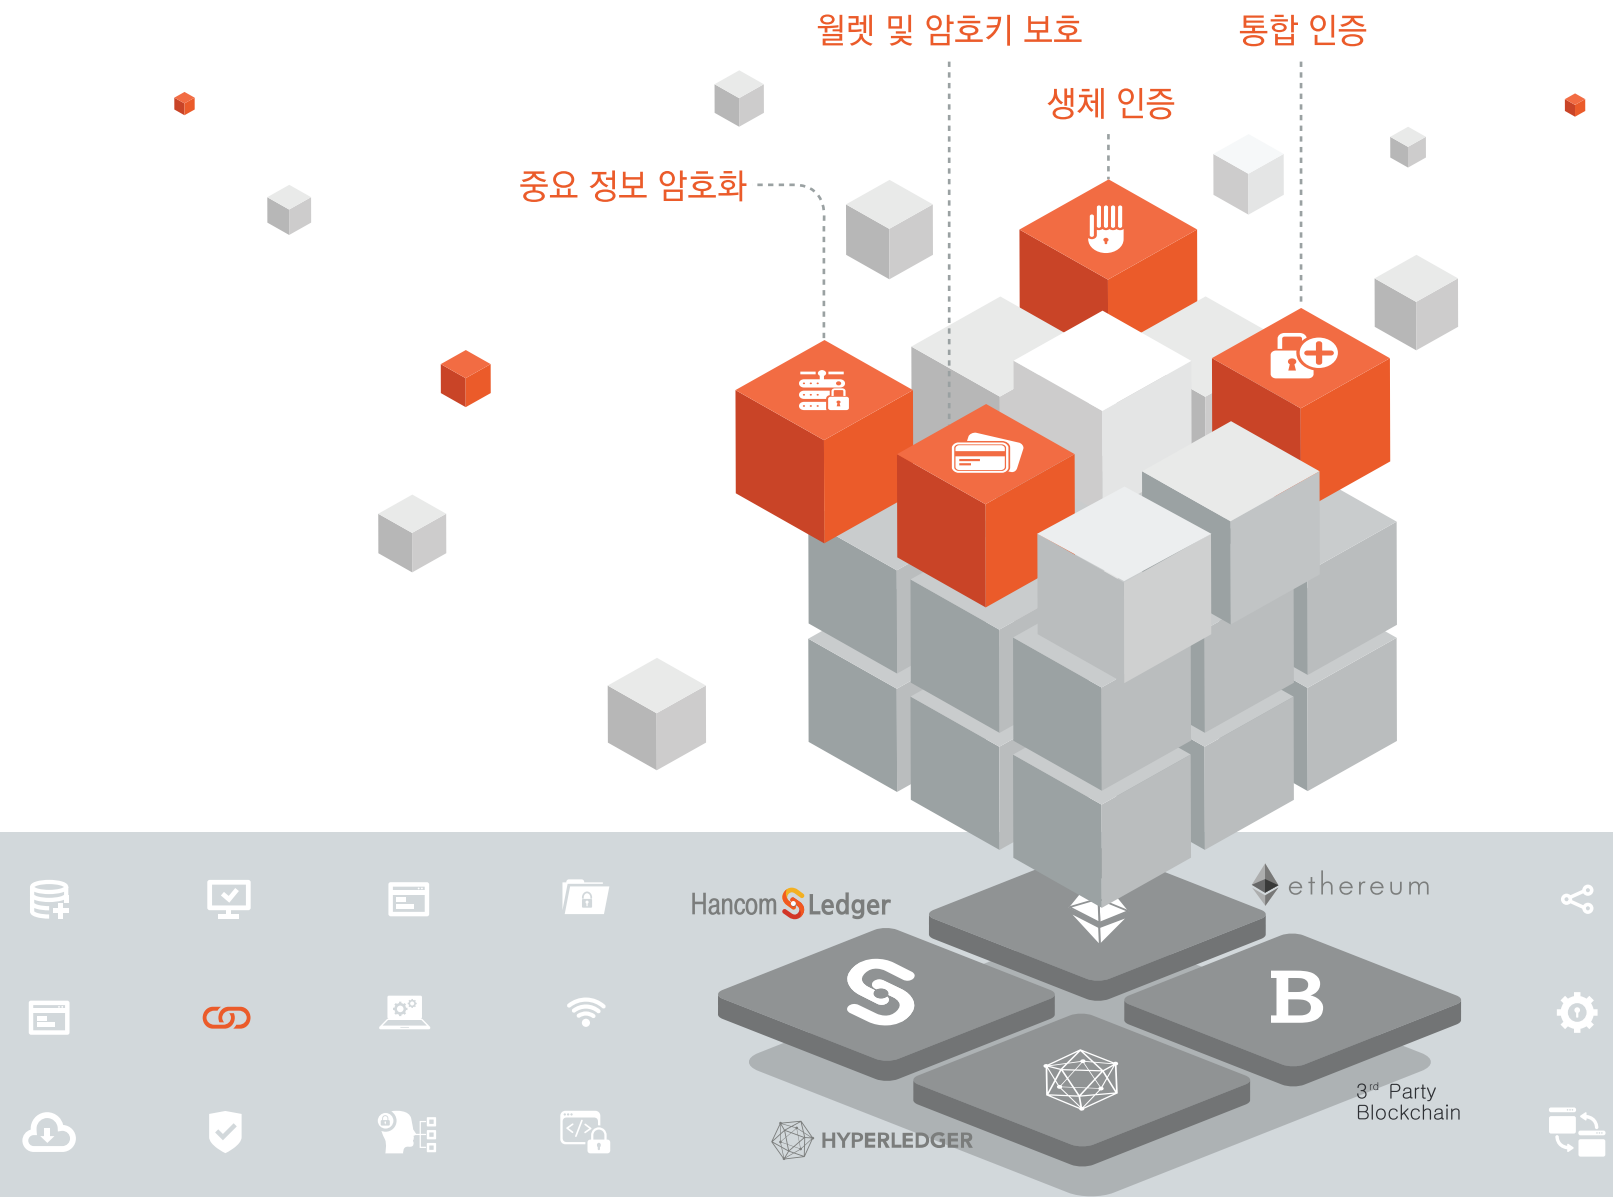 월렛 및 암호키 보호
통합 인증
생체 인증
중요 정보 암호화
Hancom Ledger
ethereum
B
3rd Party
Blockchain
HYPERLEDGER